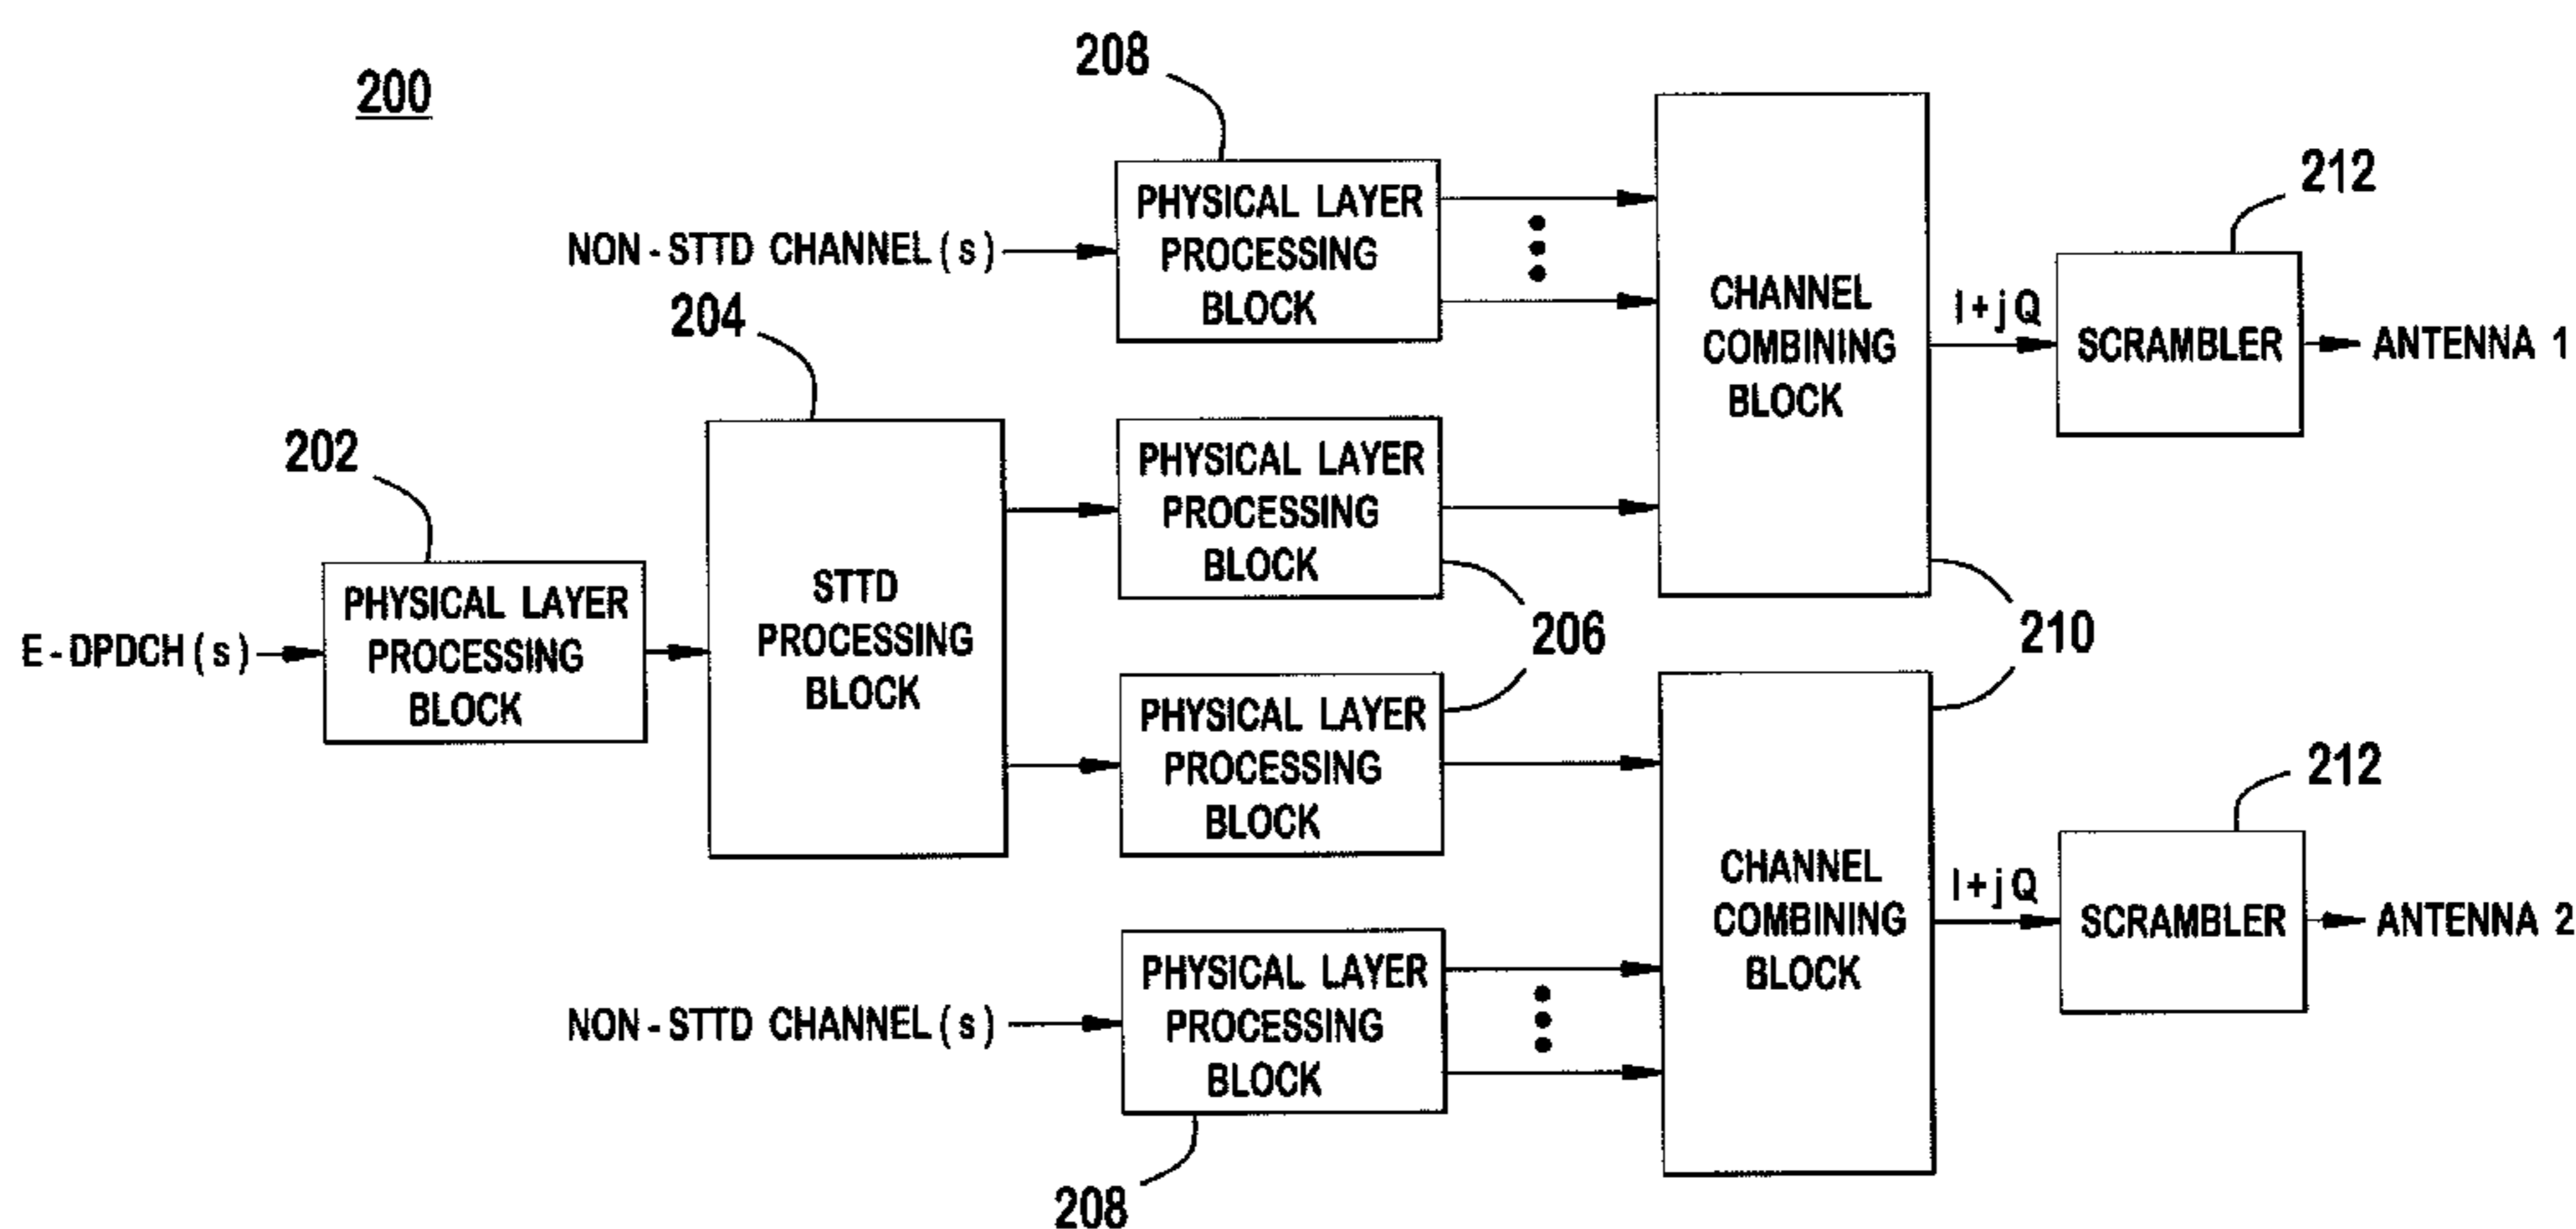 200
208
PHYSICAL LAYER
PROCESSING
BLOCK
NON-STTD CHANNEL(s)
CHANNEL
COMBINING
BLOCK
I+jQ
212
SCRAMBLER
ANTENNA 1
204
STTD
PROCESSING
BLOCK
PHYSICAL LAYER
PROCESSING
BLOCK
202
PHYSICAL LAYER
PROCESSING
BLOCK
E-DPDCH(s)
206
210
PHYSICAL LAYER
PROCESSING
BLOCK
CHANNEL
COMBINING
BLOCK
I+jQ
212
SCRAMBLER
ANTENNA 2
NON-STTD CHANNEL(s)
PHYSICAL LAYER
PROCESSING
BLOCK
208